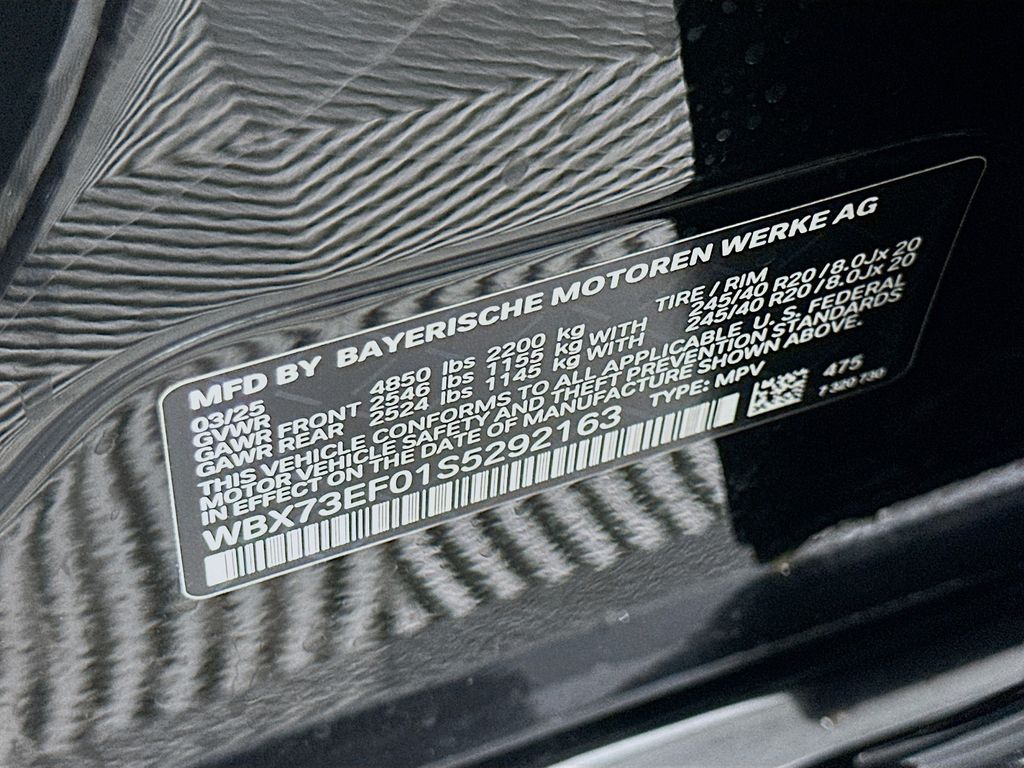 MFD BY BAYERISCHE MOTOREN WERKE AG
03/25
GVWR 4850 lbs 2200 kg TIRE / RIM
GAWR FRONT 2546 lbs 1155 kg WITH 245/40 R20 / 8.0Jx 20
GAWR REAR 2524 lbs 1145 kg WITH 245/40 R20 / 8.0Jx 20
THIS VEHICLE CONFORMS TO ALL APPLICABLE U. S. FEDERAL
MOTOR VEHICLE SAFETY AND THEFT PREVENTION STANDARDS
IN EFFECT ON THE DATE OF MANUFACTURE SHOWN ABOVE.
WBX73EF01S5292163 TYPE: MPV
475
7 320 730